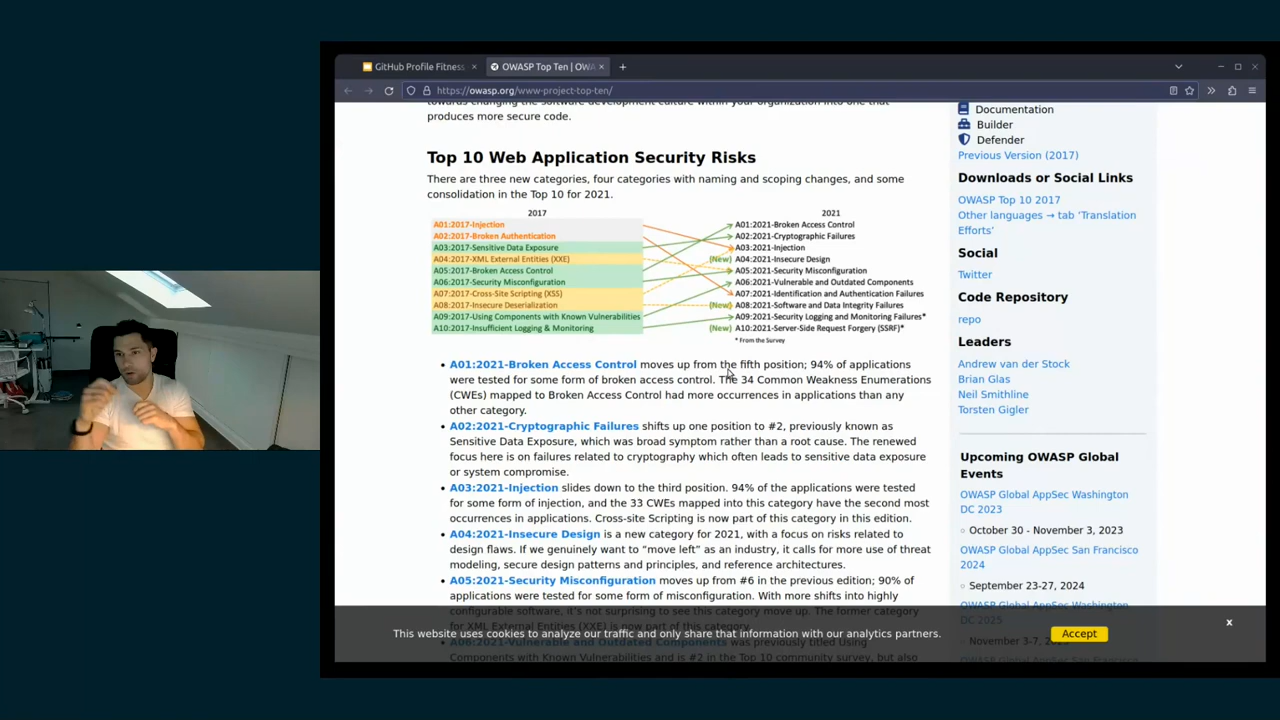 GitHub Profile Fitness
OWASP Top Ten | OWA
https://owasp.org/www-project-top-ten/
towards changing the software development culture within your organization into one that
produces more secure code.
Top 10 Web Application Security Risks
There are three new categories, four categories with naming and scoping changes, and some
consolidation in the Top 10 for 2021.
2017
A01:2017-Injection
A02:2017-Broken Authentication
A03:2017-Sensitive Data Exposure
A04:2017-XML External Entities (XXE)
A05:2017-Broken Access Control
A06:2017-Security Misconfiguration
A07:2017-Cross-Site Scripting (XSS)
A08:2017-Insecure Deserialization
A09:2017-Using Components with Known Vulnerabilities
A10:2017-Insufficient Logging & Monitoring
2021
A01:2021-Broken Access Control
A02:2021-Cryptographic Failures
A03:2021-Injection
(New) A04:2021-Insecure Design
A05:2021-Security Misconfiguration
A06:2021-Vulnerable and Outdated Components
A07:2021-Identification and Authentication Failures
(New) A08:2021-Software and Data Integrity Failures
A09:2021-Security Logging and Monitoring Failures*
(New) A10:2021-Server-Side Request Forgery (SSRF)*
* From the Survey
• A01:2021-Broken Access Control moves up from the fifth position; 94% of applications
were tested for some form of broken access control. The 34 Common Weakness Enumerations
(CWEs) mapped to Broken Access Control had more occurrences in applications than any
other category.
• A02:2021-Cryptographic Failures shifts up one position to #2, previously known as
Sensitive Data Exposure, which was broad symptom rather than a root cause. The renewed
focus here is on failures related to cryptography which often leads to sensitive data exposure
or system compromise.
• A03:2021-Injection slides down to the third position. 94% of the applications were tested
for some form of injection, and the 33 CWEs mapped into this category have the second most
occurrences in applications. Cross-site Scripting is now part of this category in this edition.
• A04:2021-Insecure Design is a new category for 2021, with a focus on risks related to
design flaws. If we genuinely want to “move left” as an industry, it calls for more use of threat
modeling, secure design patterns and principles, and reference architectures.
• A05:2021-Security Misconfiguration moves up from #6 in the previous edition; 90% of
applications were tested for some form of misconfiguration. With more shifts into highly
configurable software, it’s not surprising to see this category move up. The former category
for XML External Entities (XXE) is now part of this category.
• A06:2021-Vulnerable and Outdated Components was previously titled Using
Components with Known Vulnerabilities and is #2 in the Top 10 community survey, but also
Documentation
Builder
Defender
Previous Version (2017)
Downloads or Social Links
OWASP Top 10 2017
Other languages → tab 'Translation
Efforts'
Social
Twitter
Code Repository
repo
Leaders
Andrew van der Stock
Brian Glas
Neil Smithline
Torsten Gigler
Upcoming OWASP Global
Events
OWASP Global AppSec Washington
DC 2023
October 30 - November 3, 2023
OWASP Global AppSec San Francisco
2024
September 23-27, 2024
OWASP Global AppSec Washington
DC 2025
November 3-7,
OWASP Global AppSec San Francisco
This website uses cookies to analyze our traffic and only share that information with our analytics partners.
Accept
x